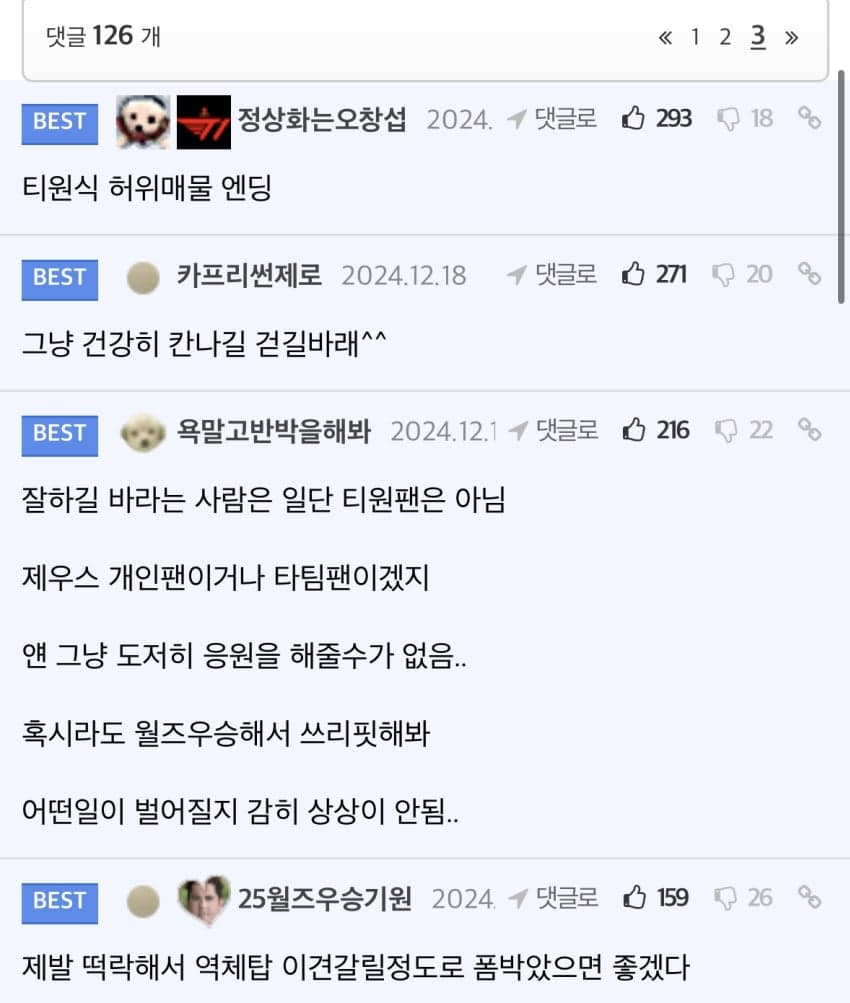 댓글 126 개 « 1 2 3 »
BEST 정상화는오창섭 2024. 댓글로 293 18
티원식 허위매물 엔딩
BEST 카프리썬제로 2024.12.18 댓글로 271 20
그냥 건강히 칸나길 걷길바래^^
BEST 욕말고반박을해봐 2024.12.1 댓글로 216 22
잘하길 바라는 사람은 일단 티원팬은 아님
제우스 개인팬이거나 타팀팬이겠지
얜 그냥 도저히 응원을 해줄수가 없음..
혹시라도 월즈우승해서 쓰리핏해봐
어떤일이 벌어질지 감히 상상이 안됨..
BEST 25월즈우승기원 2024. 댓글로 159 26
제발 떡락해서 역체탑 이견갈릴정도로 폼박았으면 좋겠다